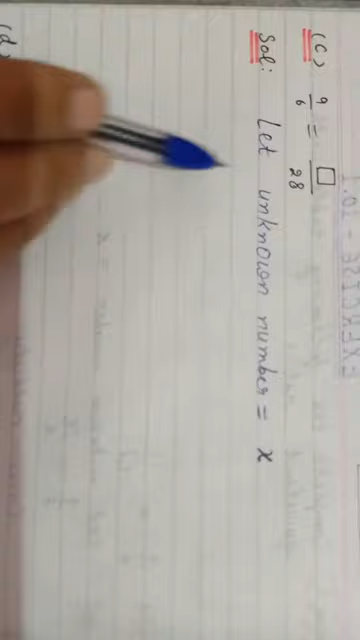 (c) 9/6 = □/28
Sol: Let unknown number = x
(d)